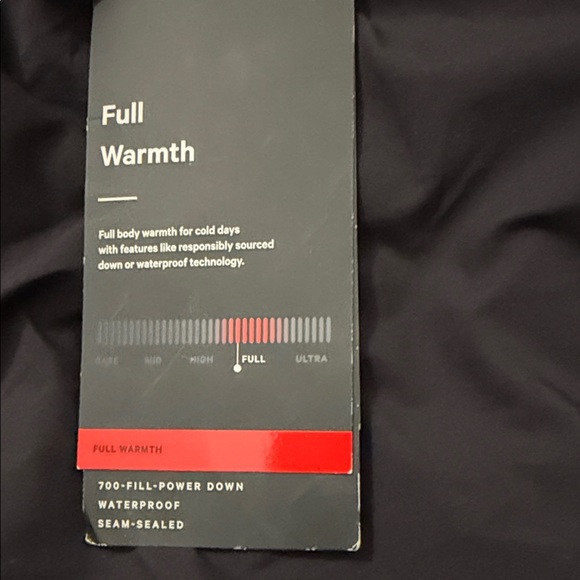 Full
Warmth
Full body warmth for cold days
with features like responsibly sourced
down or waterproof technology.
MID HIGH FULL ULTRA
FULL WARMTH
700-FILL-POWER DOWN
WATERPROOF
SEAM-SEALED